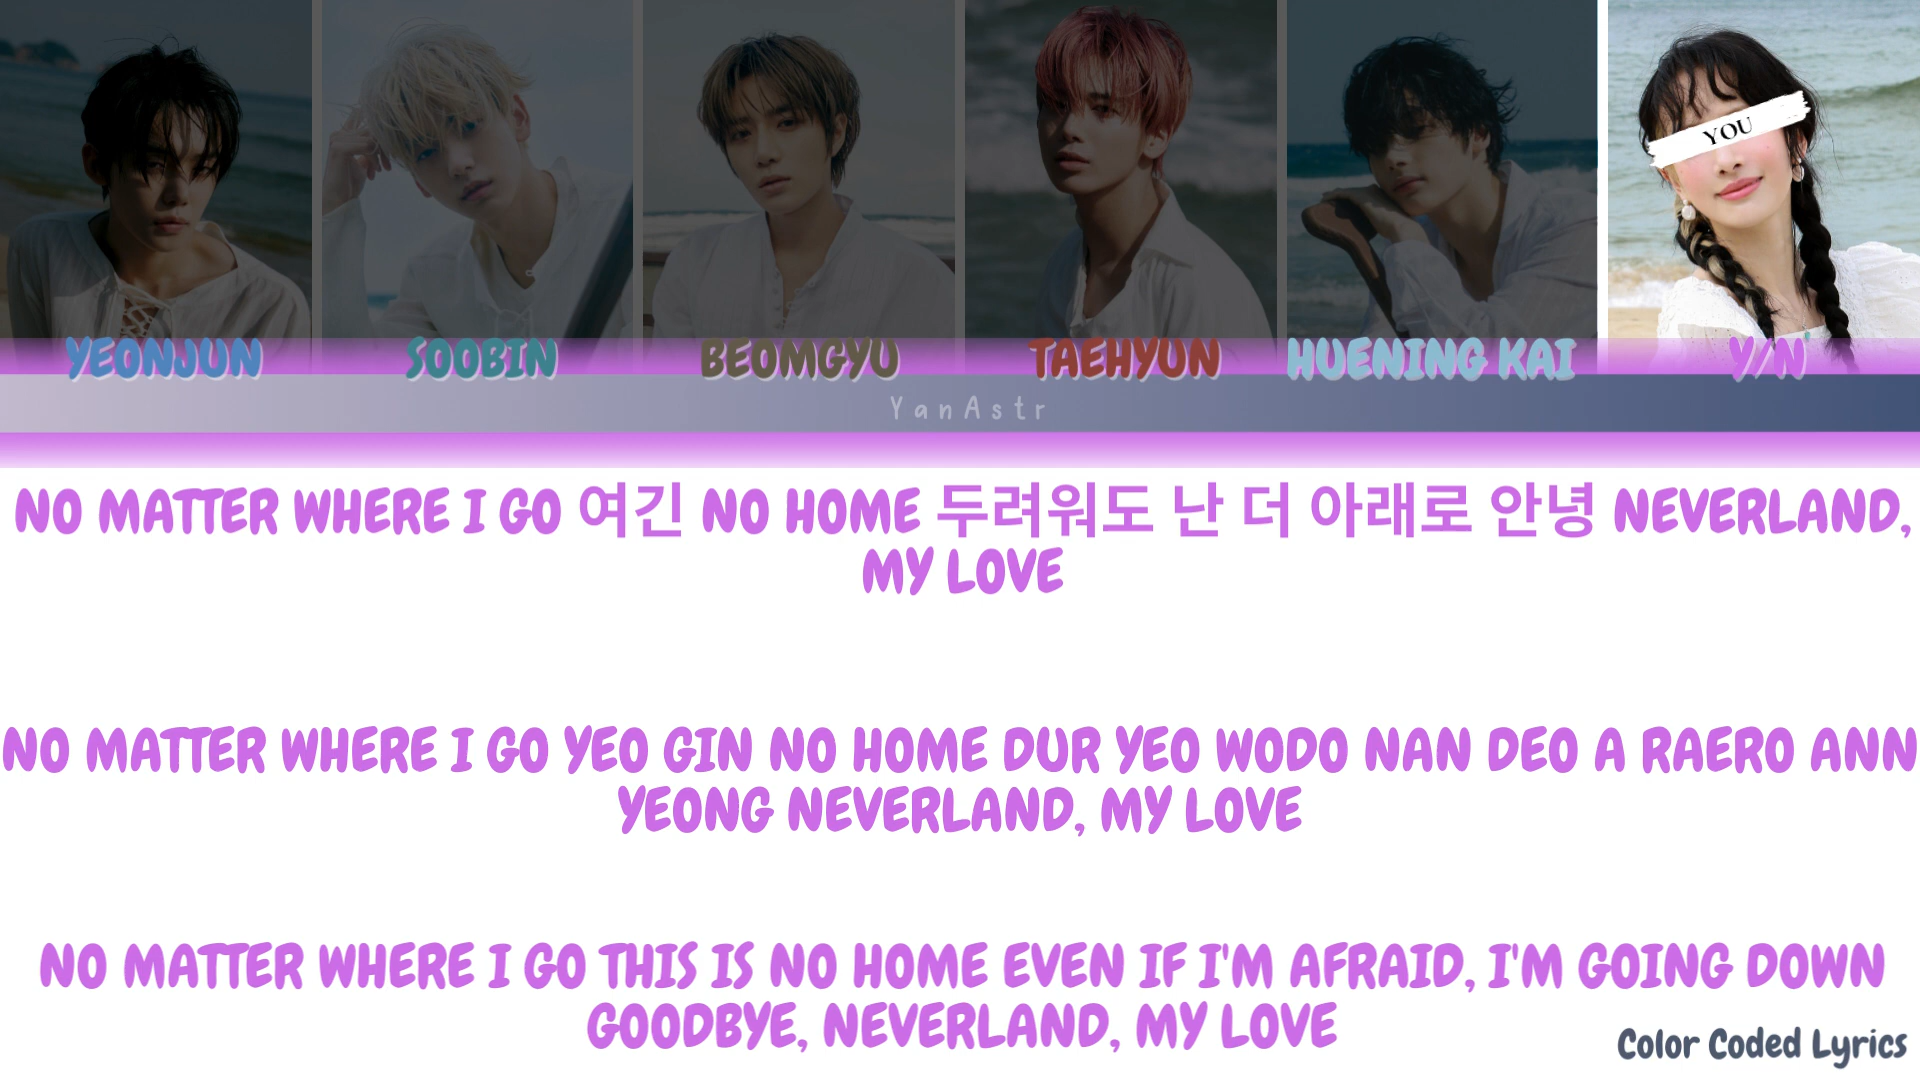 YOU
YEONJUN SOOBIN BEOMGYU TAEHYUN HUENING KAI Y/N
YanAstr
NO MATTER WHERE I GO 여긴 NO HOME 두려워도 난 더 아래로 안녕 NEVERLAND,
MY LOVE
NO MATTER WHERE I GO YEO GIN NO HOME DUR YEO WODO NAN DEO A RAERO ANN
YEONG NEVERLAND, MY LOVE
NO MATTER WHERE I GO THIS IS NO HOME EVEN IF I'M AFRAID, I'M GOING DOWN
GOODBYE, NEVERLAND, MY LOVE
Color Coded Lyrics